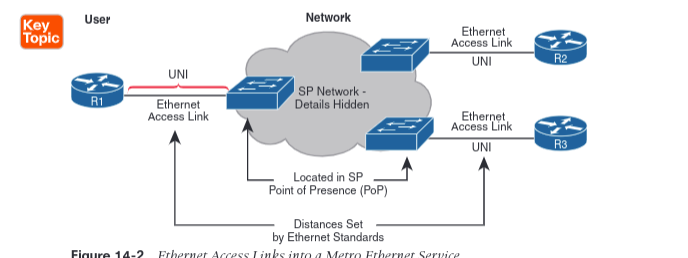 Key
Topic
User
Network
UNI
R1
Ethernet
Access Link
SP Network -
Details Hidden
Ethernet
Access Link
UNI
R2
Ethernet
Access Link
UNI
R3
Located in SP
Point of Presence (PoP)
Distances Set
by Ethernet Standards
Figure 14-2 Ethernet Access Links into a Metro Ethernet Service